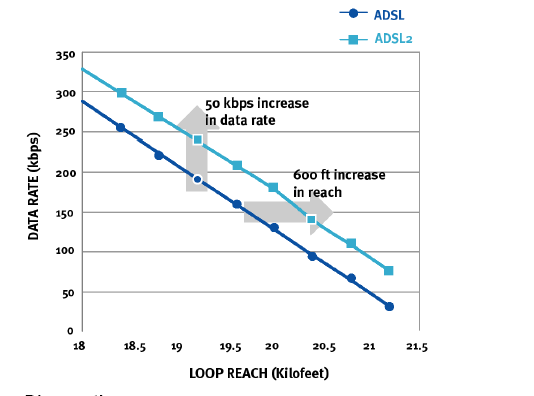 ADSL
ADSL2
350
300
250
200
150
100
50
0
50 kbps increase
in data rate
600 ft increase
in reach
DATA RATE (kbps)
18 18.5 19 19.5 20 20.5 21 21.5
LOOP REACH (Kilofeet)